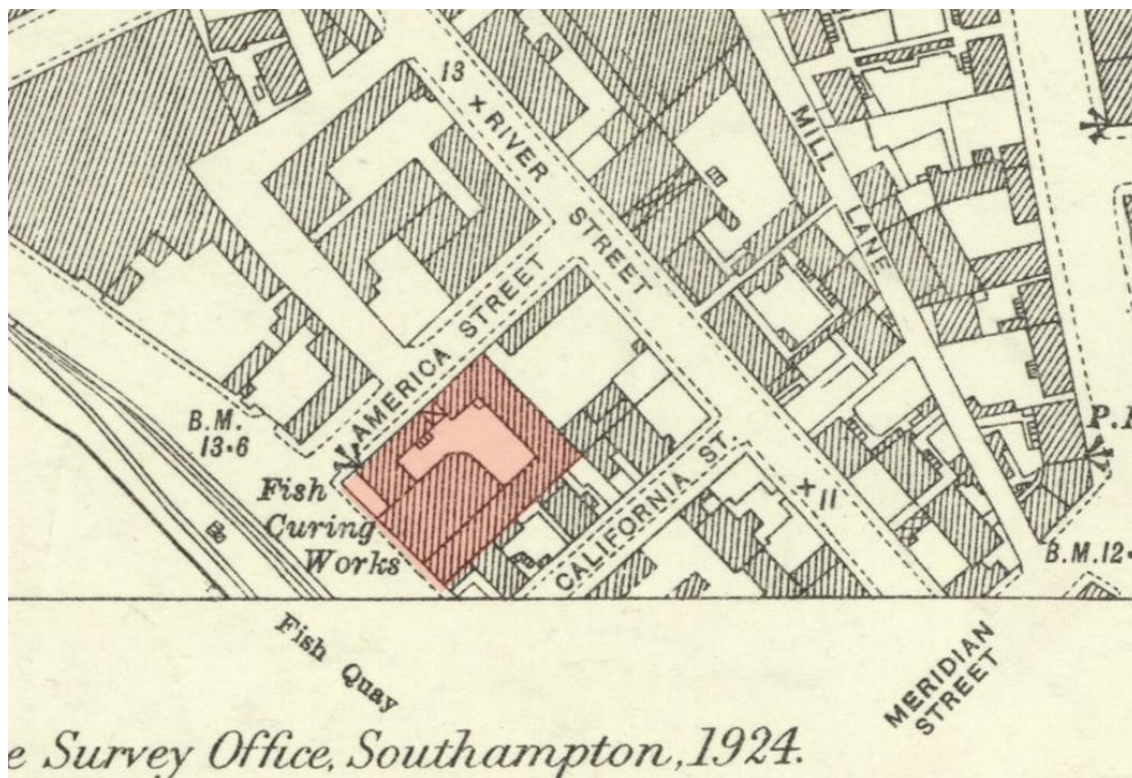 13
RIVER
STREET
MILL
LANE
AMERICA STREET
B.M.
13·6
Fish
Curing
Works
CALIFORNIA ST.
11
P.
B.M. 12·
Fish Quay
MERIDIAN
STREET
e Survey Office, Southampton, 1924.